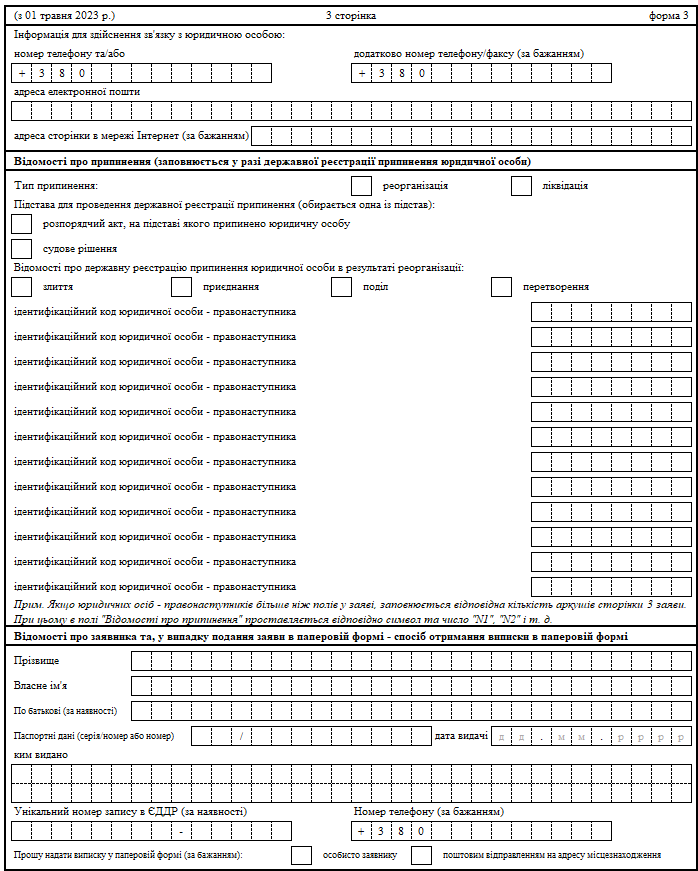 (з 01 травня 2023 р.) 3 сторінка форма 3
Інформація для здійснення зв'язку з юридичною особою:
номер телефону та/або додатково номер телефону/факсу (за бажанням)
+ 3 8 0 + 3 8 0
адреса електронної пошти
адреса сторінки в мережі Інтернет (за бажанням)
Відомості про припинення (заповнюється у разі державної реєстрації припинення юридичної особи)
Тип припинення: реорганізація ліквідація
Підстава для проведення державної реєстрації припинення (обирається одна із підстав):
розпорядчий акт, на підставі якого припинено юридичну особу
судове рішення
Відомості про державну реєстрацію припинення юридичної особи в результаті реорганізації:
злиття приєднання поділ перетворення
ідентифікаційний код юридичної особи - правонаступника
ідентифікаційний код юридичної особи - правонаступника
ідентифікаційний код юридичної особи - правонаступника
ідентифікаційний код юридичної особи - правонаступника
ідентифікаційний код юридичної особи - правонаступника
ідентифікаційний код юридичної особи - правонаступника
ідентифікаційний код юридичної особи - правонаступника
ідентифікаційний код юридичної особи - правонаступника
ідентифікаційний код юридичної особи - правонаступника
ідентифікаційний код юридичної особи - правонаступника
ідентифікаційний код юридичної особи - правонаступника
ідентифікаційний код юридичної особи - правонаступника
Прим. Якщо юридичних осіб - правонаступників більше ніж полів у заяві, заповнюється відповідна кількість аркушів сторінки 3 заяви.
При цьому в полі "Відомості про припинення" проставляється відповідно символ та число "N1", "N2" і т. д.
Відомості про заявника та, у випадку подання заяви в паперовій формі - спосіб отримання виписки в паперовій формі
Прізвище
Власне ім'я
По батькові (за наявності)
Паспортні дані (серія/номер або номер) / дата видачі д д . м м . р р р р
ким видано
Унікальний номер запису в ЄДДР (за наявності) Номер телефону (за бажанням)
- + 3 8 0
Прошу надати виписку у паперовій формі (за бажанням): особисто заявнику поштовим відправленням на адресу місцезнаходження